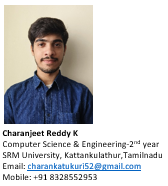 Charanjeet Reddy K
Computer Science & Engineering-2nd year
SRM University, Kattankulathur,Tamilnadu
Email: charankatukuri52@gmail.com
Mobile: +91 8328552953